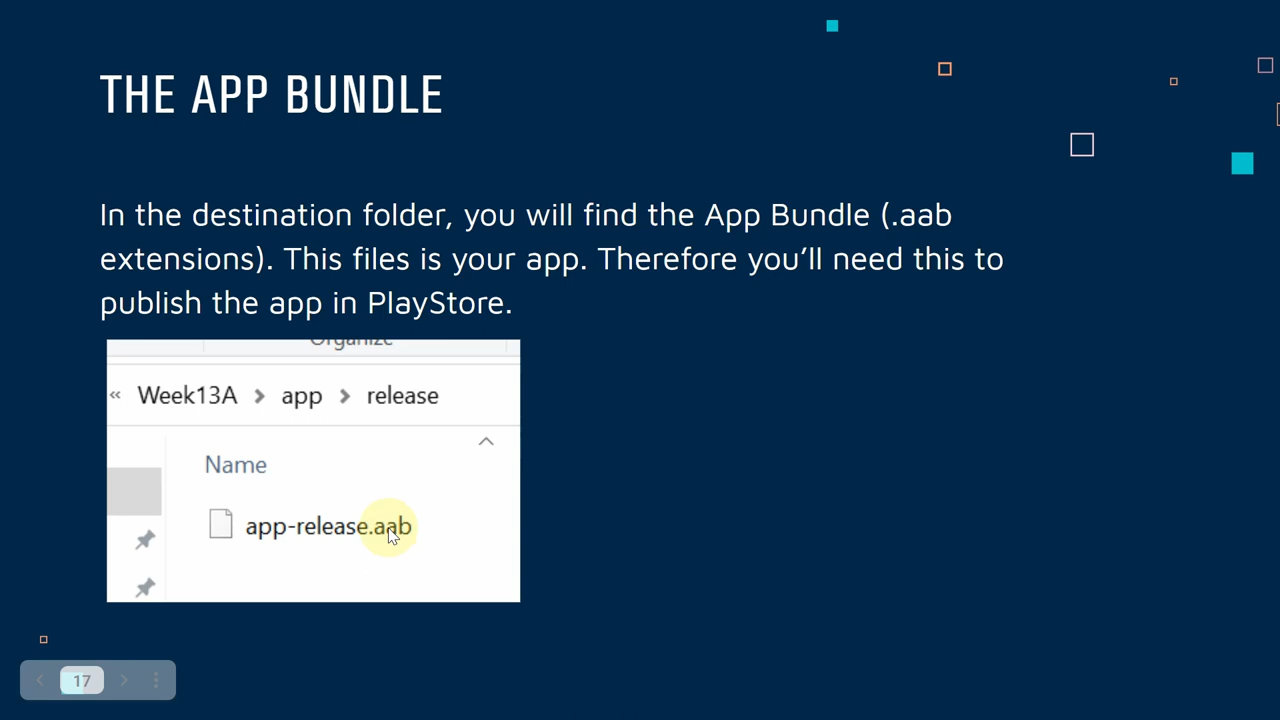 THE APP BUNDLE
In the destination folder, you will find the App Bundle (.aab
extensions). This files is your app. Therefore you’ll need this to
publish the app in PlayStore.
Organize
« Week13A > app > release
Name
app-release.aab
17